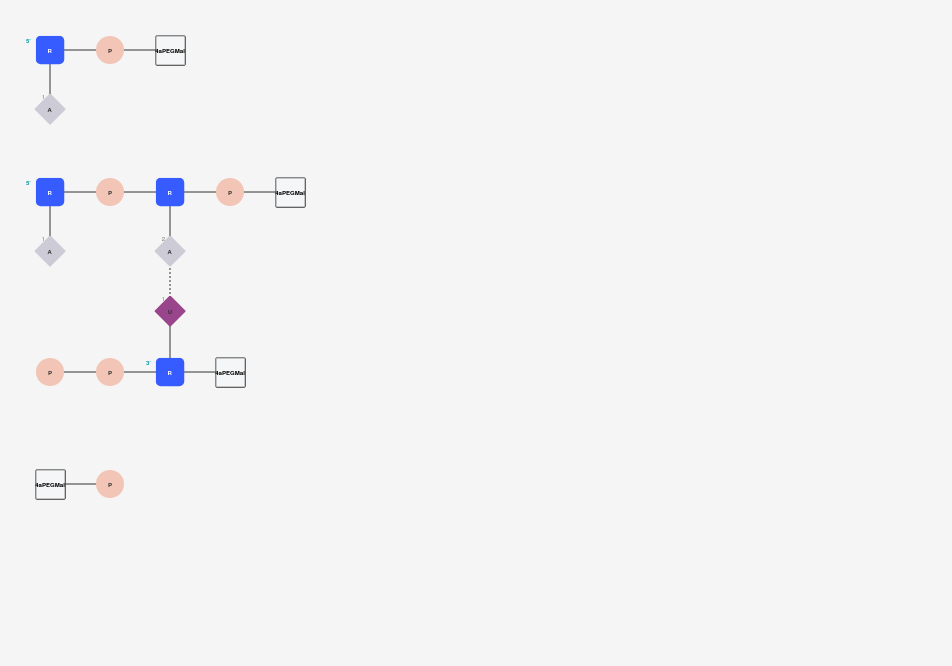 5'
R P 4aPEGMal
1
A
5'
R P R P 4aPEGMal
1 2
A A
1
U
3'
P P R 4aPEGMal
4aPEGMal P